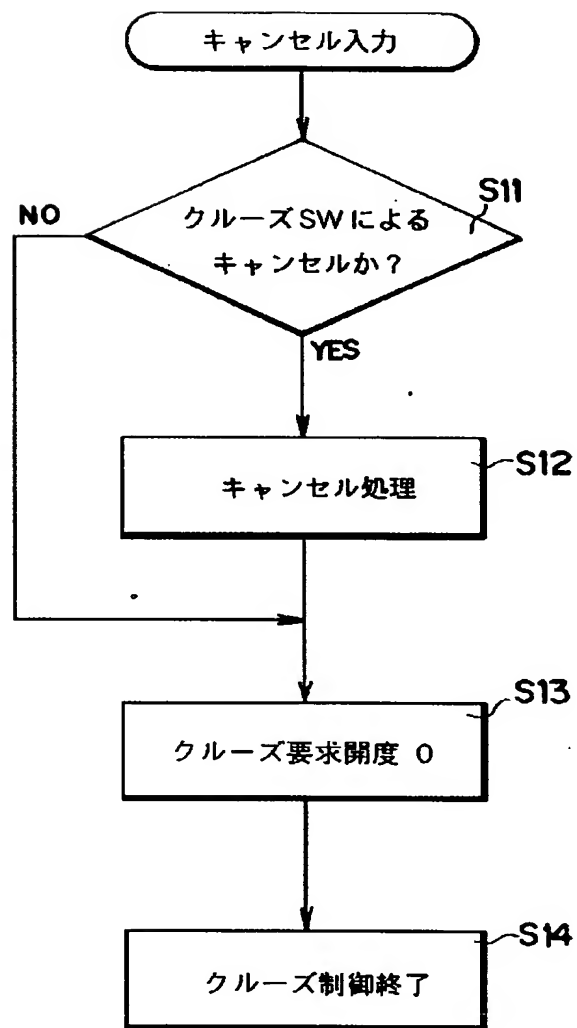 キャンセル入力
クルーズSWによる
キャンセルか?
S11
NO
YES
キャンセル処理
S12
クルーズ要求開度 0
S13
クルーズ制御終了
S14